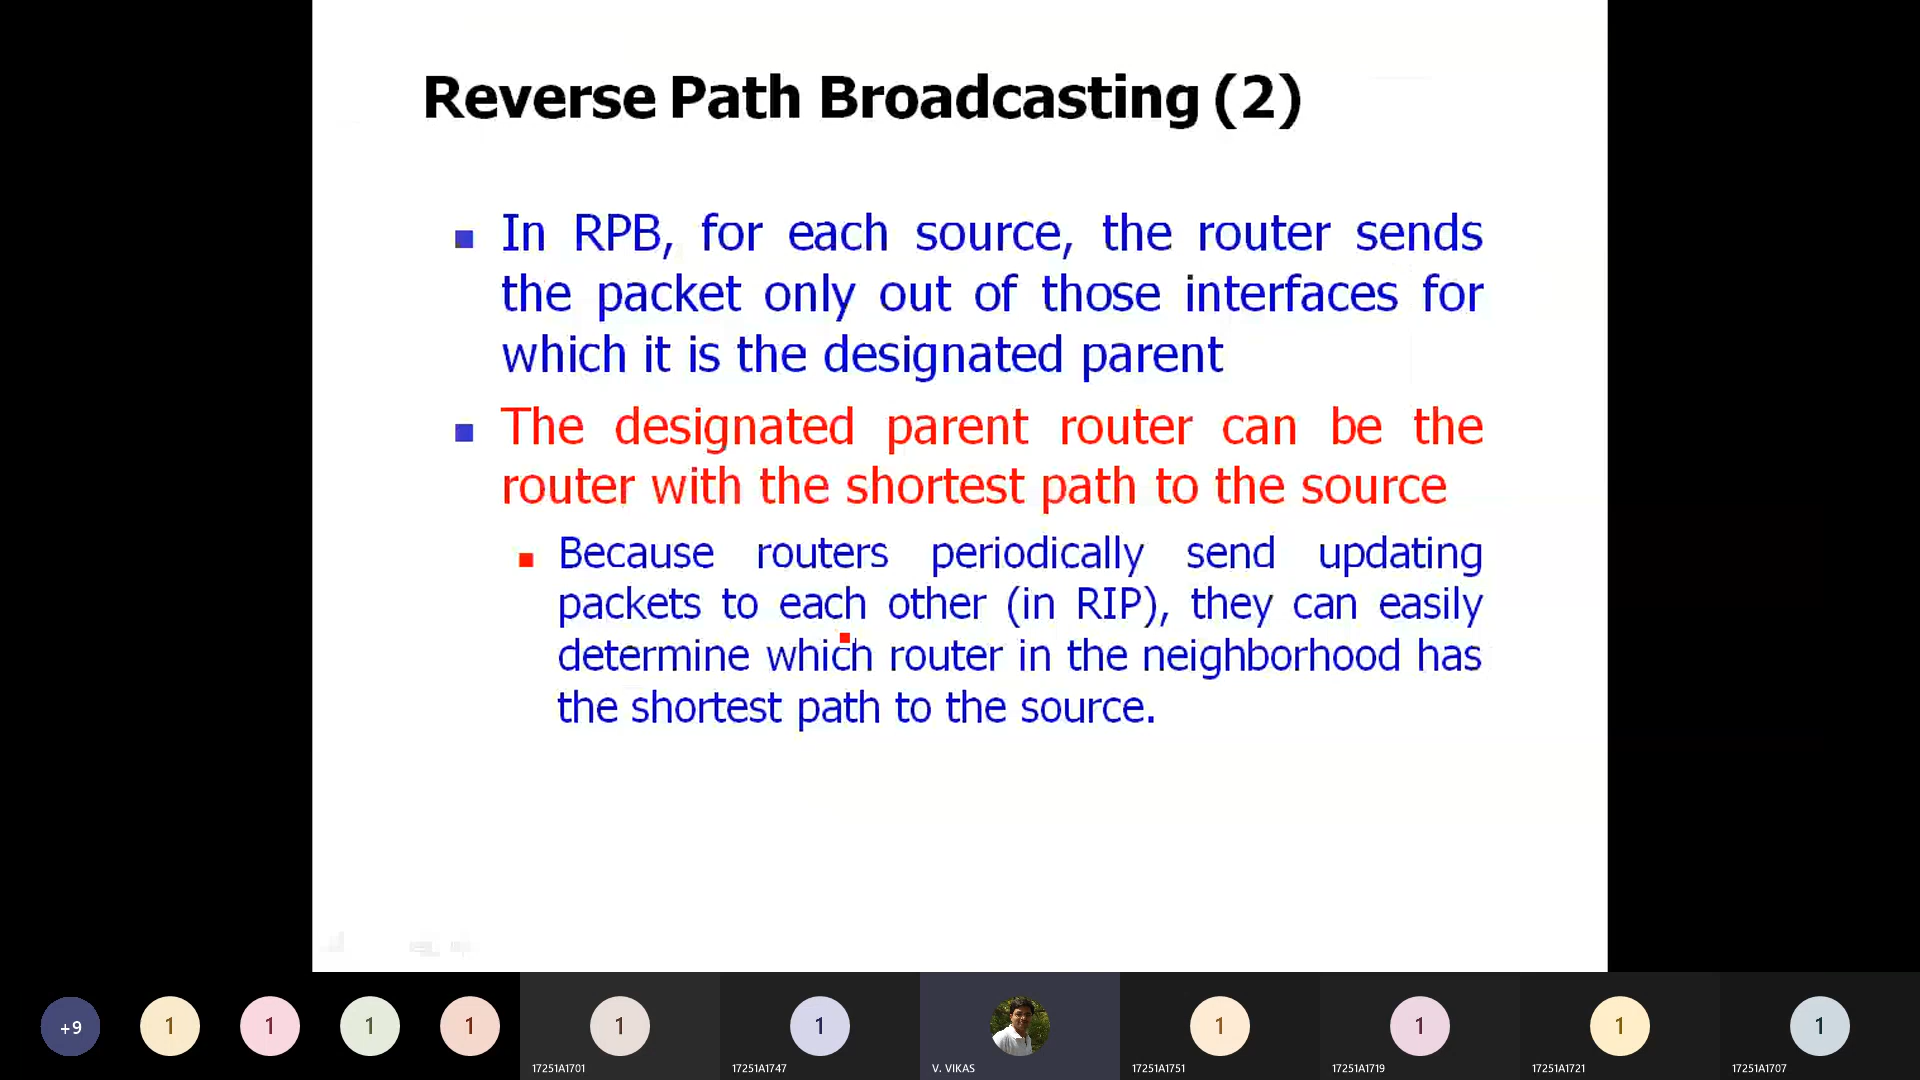 Reverse Path Broadcasting (2)
In RPB, for each source, the router sends
the packet only out of those interfaces for
which it is the designated parent
The designated parent router can be the
router with the shortest path to the source
Because routers periodically send updating
packets to each other (in RIP), they can easily
determine which router in the neighborhood has
the shortest path to the source.
+9
1
1
1
1
1
1
1
1
1
1
17251A1701
17251A1747
V. VIKAS
17251A1751
17251A1719
17251A1721
17251A1707